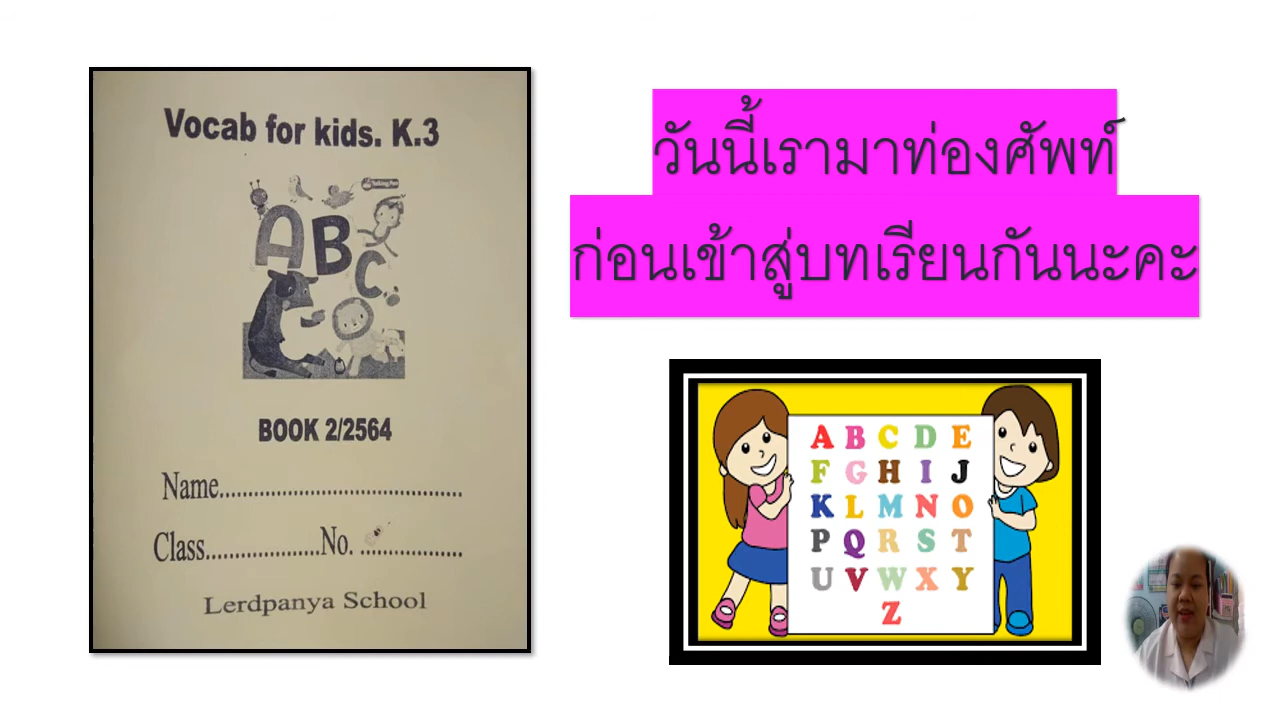 Vocab for kids. K.3
ABC
BOOK 2/2564
Name..........................................
Class....................No. ..................
Lerdpanya School
วันนี้เรามาท่องศัพท์
ก่อนเข้าสู่บทเรียนกันนะคะ
A B C D E
F G H I J
K L M N O
P Q R S T
U V W X Y
Z